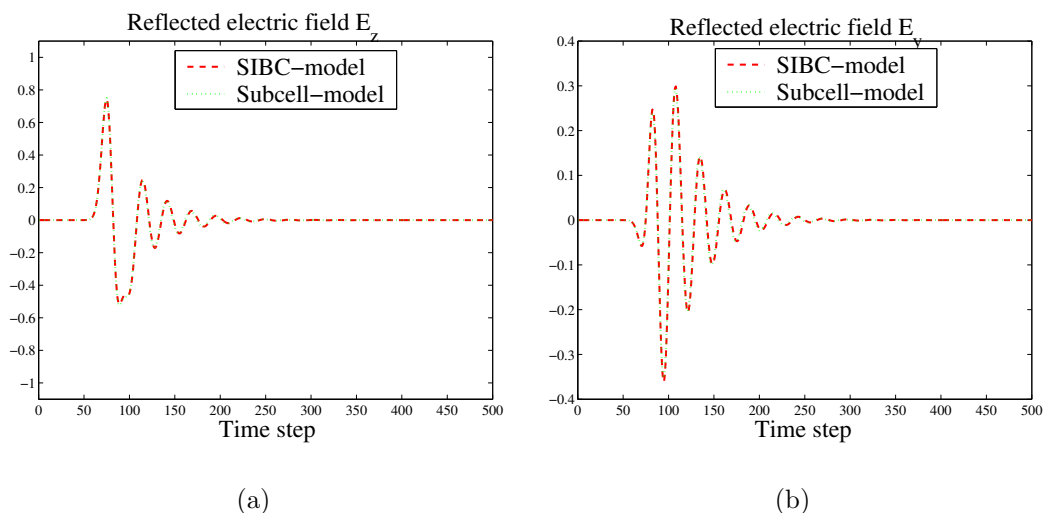 Reflected electric field E_z
SIBC−model
Subcell−model
1
0.8
0.6
0.4
0.2
0
−0.2
−0.4
−0.6
−0.8
−1
0 50 100 150 200 250 300 350 400 450 500
Time step
(a)
Reflected electric field E_y
SIBC−model
Subcell−model
0.4
0.3
0.2
0.1
0
−0.1
−0.2
−0.3
−0.4
0 50 100 150 200 250 300 350 400 450 500
Time step
(b)